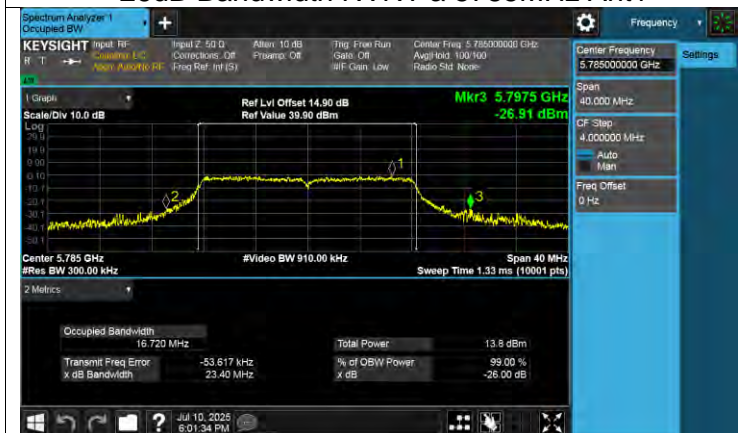 Spectrum Analyzer 1
Occupied BW
Frequency
KEYSIGHT Input: RF
Input Z: 50 Ω
Corrections: Off
Freq Ref: Int (S)
Atten: 10 dB
Preamp: Off
Trig: Free Run
Gate: Off
#IF Gain: Low
Center Freq: 5.785000000 GHz
Avg|Hold: 100/100
Radio Std: None
Center Frequency
5.785000000 GHz
Settings
Span
40.000 MHz
CF Step
4.000000 MHz
Auto
Man
Freq Offset
0 Hz
1 Graph
Scale/Div 10.0 dB
Ref Lvl Offset 14.90 dB
Ref Value 39.90 dBm
Mkr3 5.7975 GHz
-26.91 dBm
Log
1
2
3
Center 5.785 GHz
#Res BW 300.00 kHz
#Video BW 910.00 kHz
Span 40 MHz
Sweep Time 1.33 ms (10001 pts)
2 Metrics
Occupied Bandwidth
16.720 MHz
Total Power 13.8 dBm
Transmit Freq Error -53.617 kHz
% of OBW Power 99.00 %
x dB Bandwidth 23.40 MHz
x dB -26.00 dB
?
Jul 10, 2025
6:01:34 PM